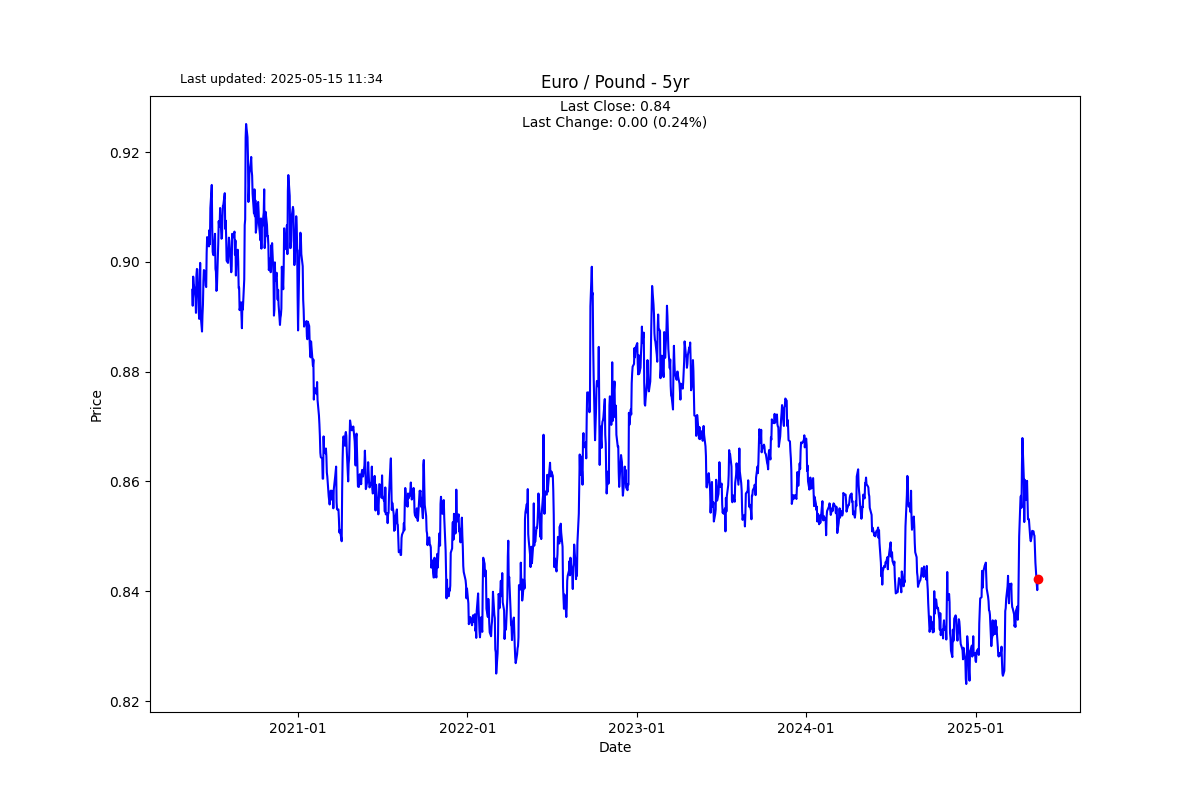 Last updated: 2025-05-15 11:34
Euro / Pound - 5yr
Last Close: 0.84
Last Change: 0.00 (0.24%)
0.92
0.90
0.88
0.86
0.84
0.82
Price
2021-01
2022-01
2023-01
2024-01
2025-01
Date